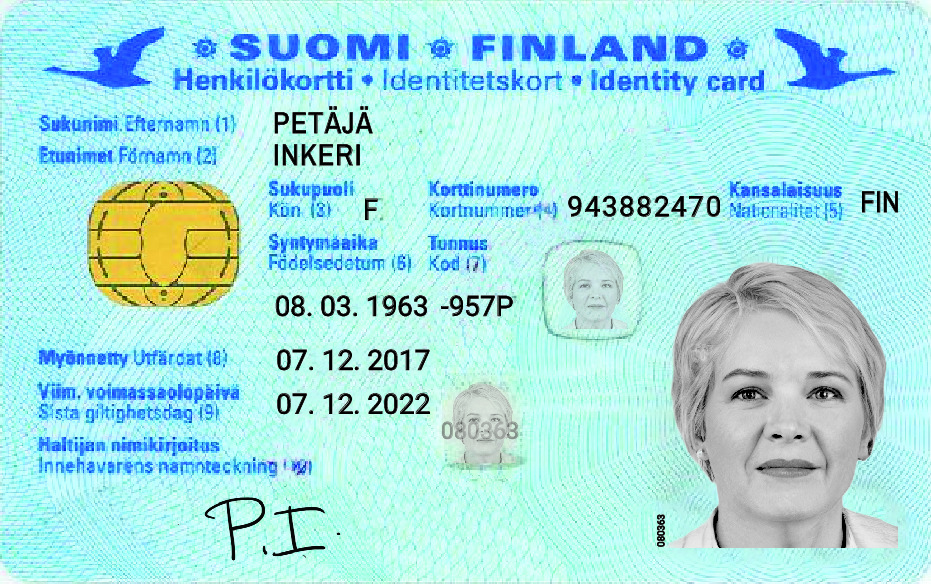 SUOMI FINLAND
Henkilökortti • Identitetskort • Identity card
Sukunimi Efternamn (1) PETÄJÄ
Etunimet Förnamn (2) INKERI
Sukupuoli Korttinumero Kansalaisuus
Kön (3) F Kortnummer (4) 943882470 Nationalitet (5) FIN
Syntymäaika Tunnus
Födelsedatum (6) Kod (7)
08. 03. 1963 -957P
Myönnetty Utfärdat (8) 07. 12. 2017
Viim. voimassaolopäivä
Sista giltighetsdag (9) 07. 12. 2022
080363
Haltijan nimikirjoitus
Innehavarens namnteckning
P.I.
080363